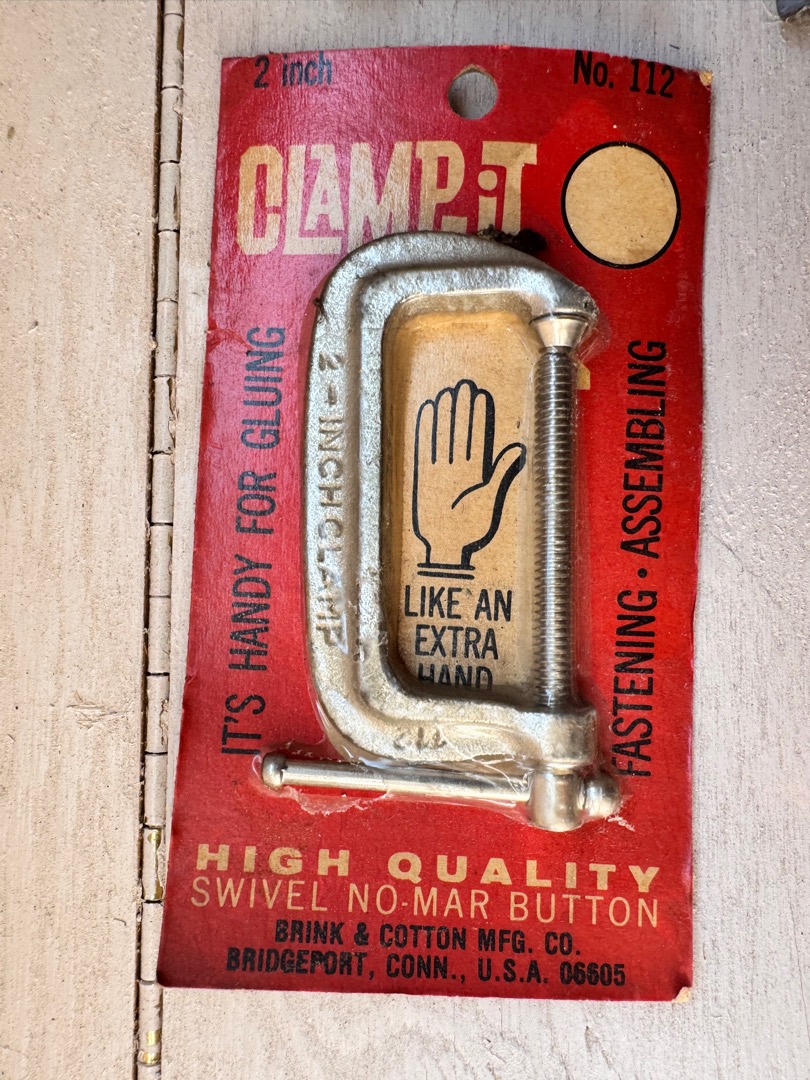 2 inch
No. 112
CLAMP-iT
IT'S HANDY FOR GLUING
2-INCH CLAMP
LIKE AN
EXTRA
HAND
FASTENING • ASSEMBLING
112
HIGH QUALITY
SWIVEL NO-MAR BUTTON
BRINK & COTTON MFG. CO.
BRIDGEPORT, CONN., U.S.A. 06605